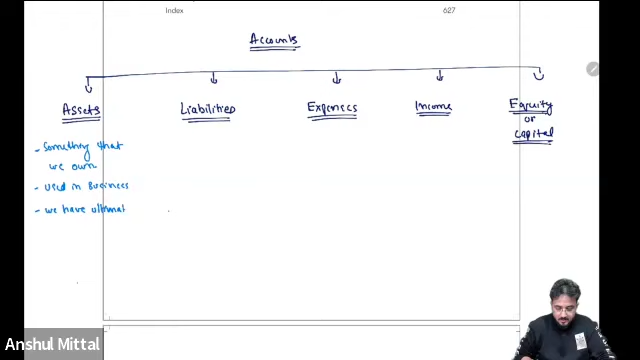 Index 627
Accounts
Assets Liabilities Expenses Income Equity
or
Capital
- Something that
we own
- used in Business
- we have ultimat
Anshul Mittal